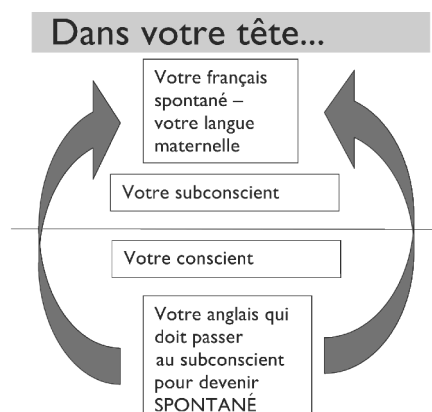 Dans votre tête...
Votre français
spontané –
votre langue
maternelle
Votre subconscient
Votre conscient
Votre anglais qui
doit passer
au subconscient
pour devenir
SPONTANÉ